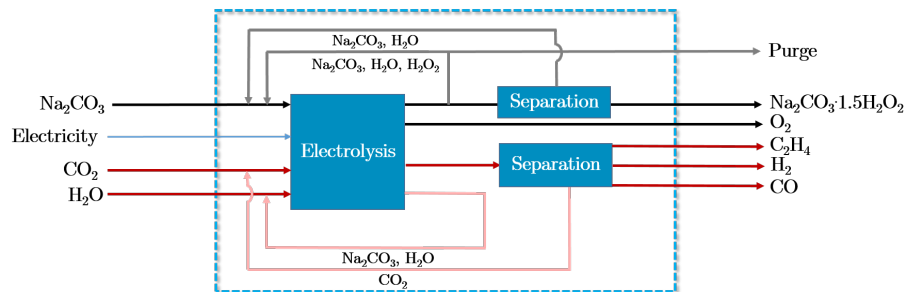 Na₂CO₃, H₂O
Purge
Na₂CO₃, H₂O, H₂O₂
Na₂CO₃
Separation
Na₂CO₃·1.5H₂O₂
O₂
Electricity
Electrolysis
C₂H₄
CO₂
Separation
H₂
H₂O
CO
Na₂CO₃, H₂O
CO₂